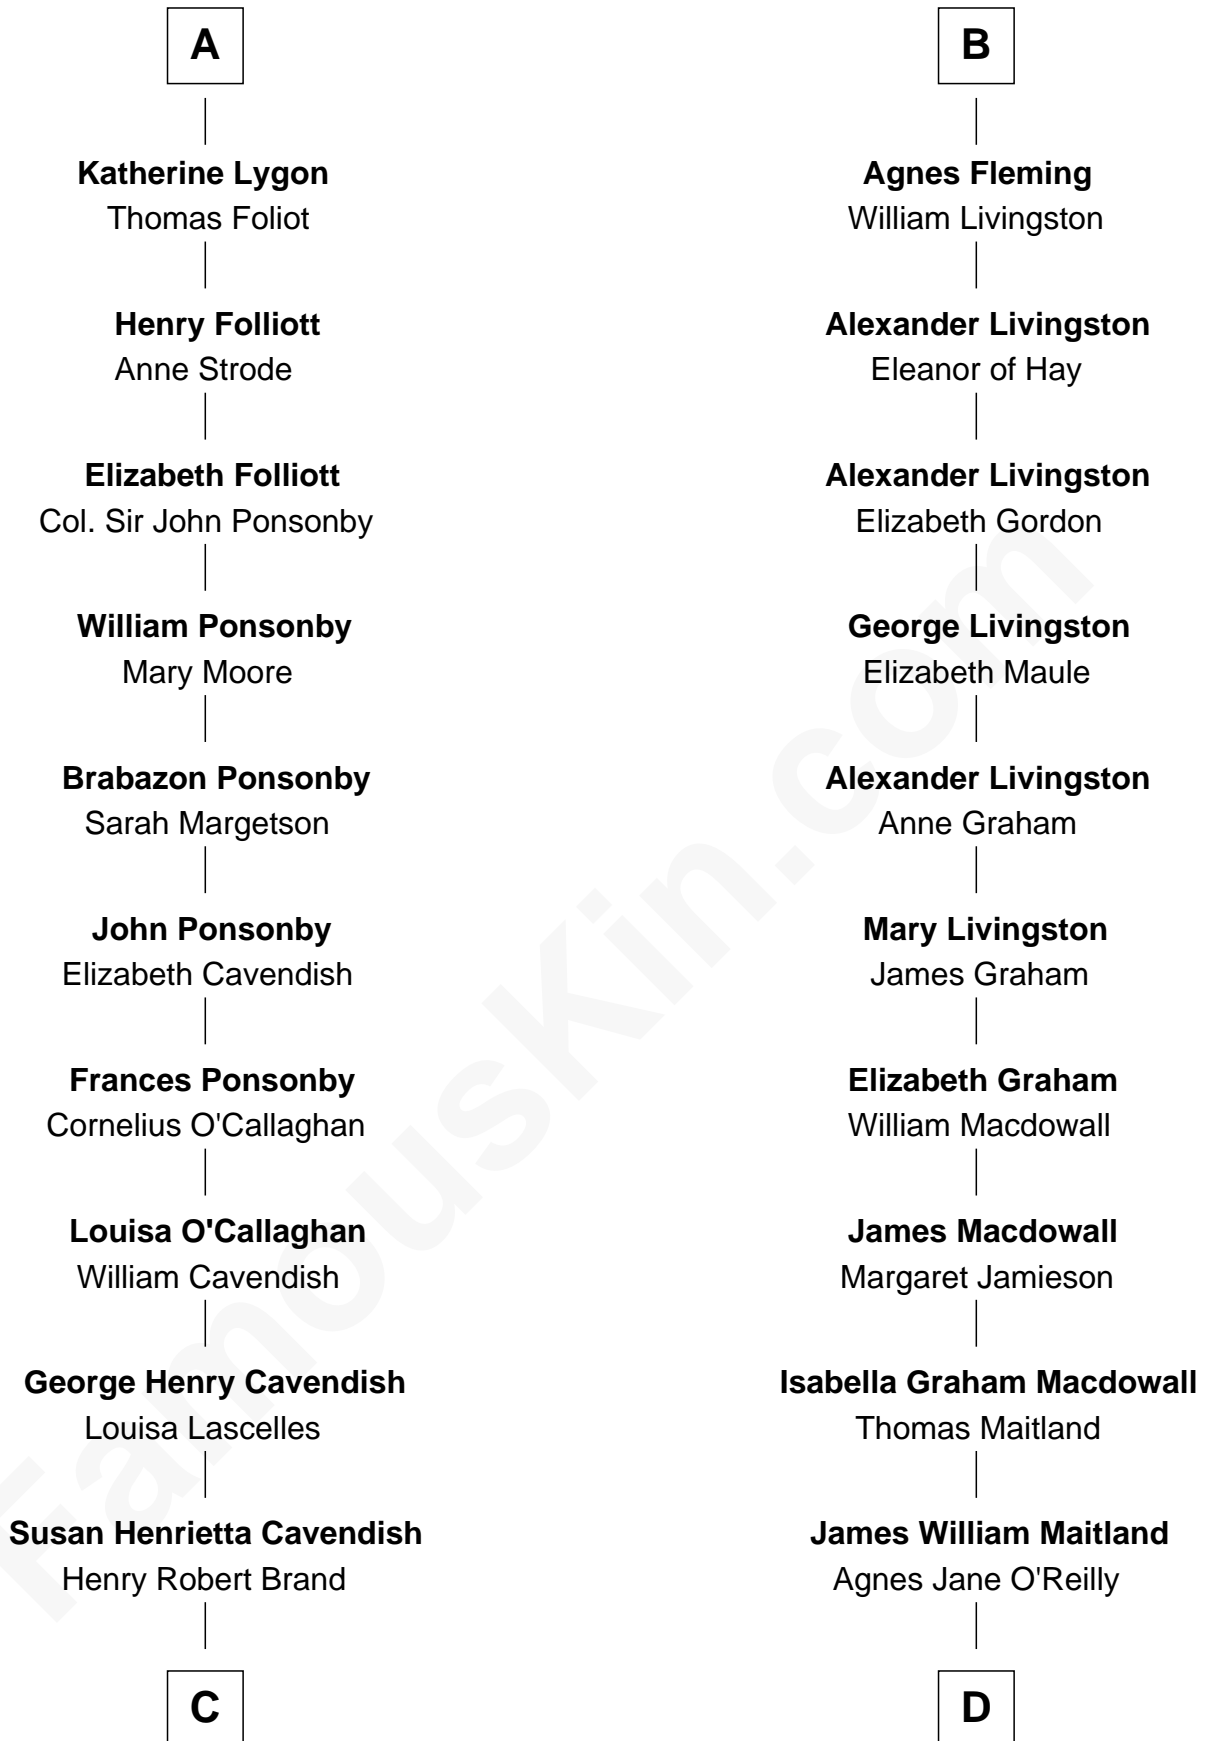 A
Katherine Lygon
Thomas Foliot
Henry Folliott
Anne Strode
Elizabeth Folliott
Col. Sir John Ponsonby
William Ponsonby
Mary Moore
Brabazon Ponsonby
Sarah Margetson
John Ponsonby
Elizabeth Cavendish
Frances Ponsonby
Cornelius O'Callaghan
Louisa O'Callaghan
William Cavendish
George Henry Cavendish
Louisa Lascelles
Susan Henrietta Cavendish
Henry Robert Brand
C
B
Agnes Fleming
William Livingston
Alexander Livingston
Eleanor of Hay
Alexander Livingston
Elizabeth Gordon
George Livingston
Elizabeth Maule
Alexander Livingston
Anne Graham
Mary Livingston
James Graham
Elizabeth Graham
William Macdowall
James Macdowall
Margaret Jamieson
Isabella Graham Macdowall
Thomas Maitland
James William Maitland
Agnes Jane O'Reilly
D
FamousKin.com